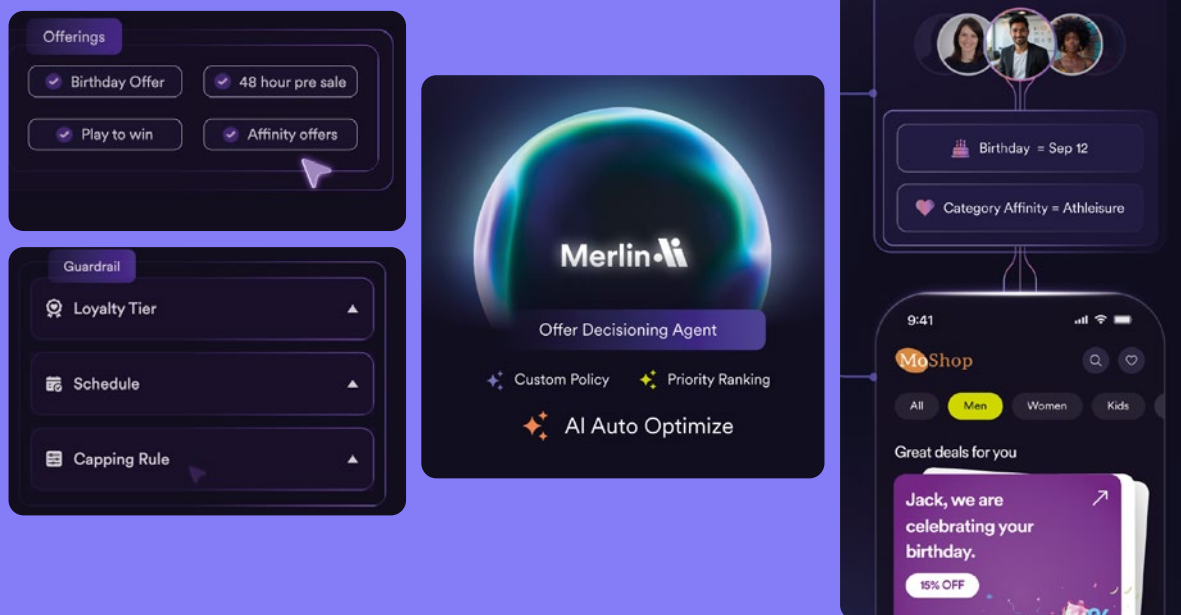 Offerings
Birthday Offer
48 hour pre sale
Play to win
Affinity offers
Guardrail
Loyalty Tier
Schedule
Capping Rule
Merlin Ai
Offer Decisioning Agent
Custom Policy
Priority Ranking
AI Auto Optimize
Birthday = Sep 12
Category Affinity = Athleisure
9:41
MoShop
All
Men
Women
Kids
Great deals for you
Jack, we are
celebrating your
birthday.
15% OFF